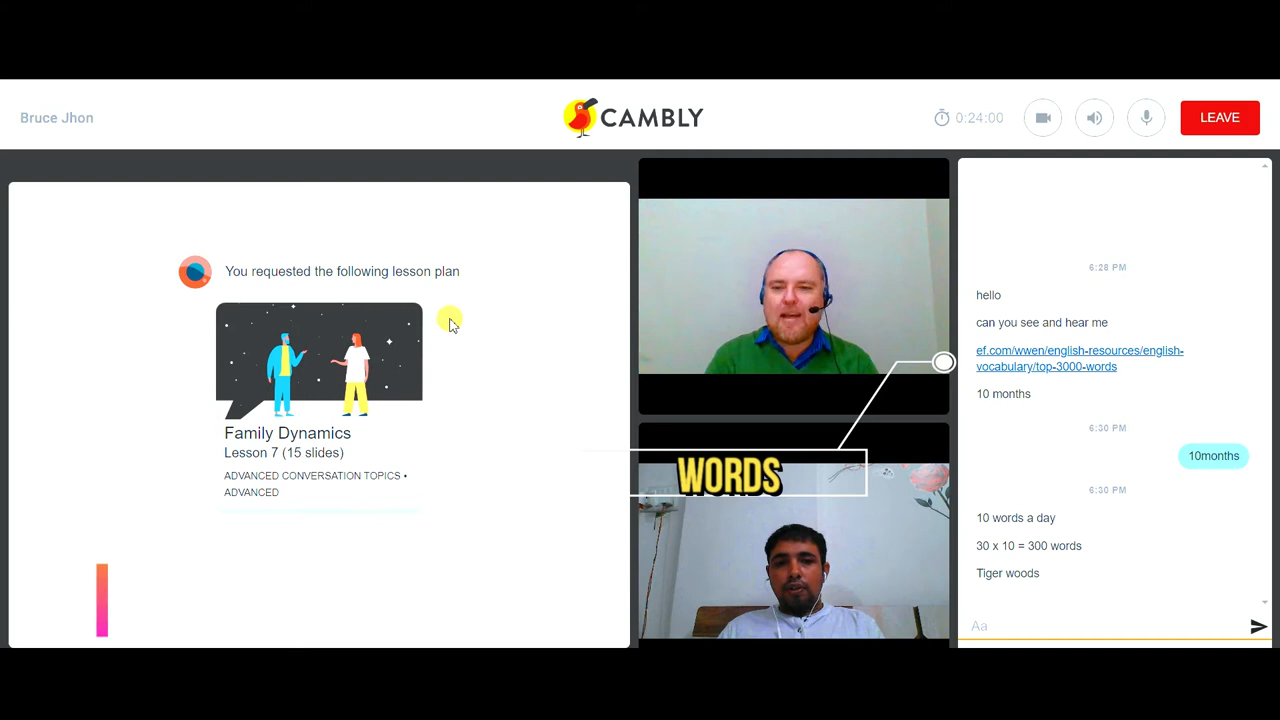 Bruce Jhon
CAMBLY
0:24:00
LEAVE
You requested the following lesson plan
Family Dynamics
Lesson 7 (15 slides)
ADVANCED CONVERSATION TOPICS •
ADVANCED
WORDS
6:28 PM
hello
can you see and hear me
ef.com/wwen/english-resources/english-
vocabulary/top-3000-words
10 months
6:30 PM
10months
6:30 PM
10 words a day
30 x 10 = 300 words
Tiger woods
Aa